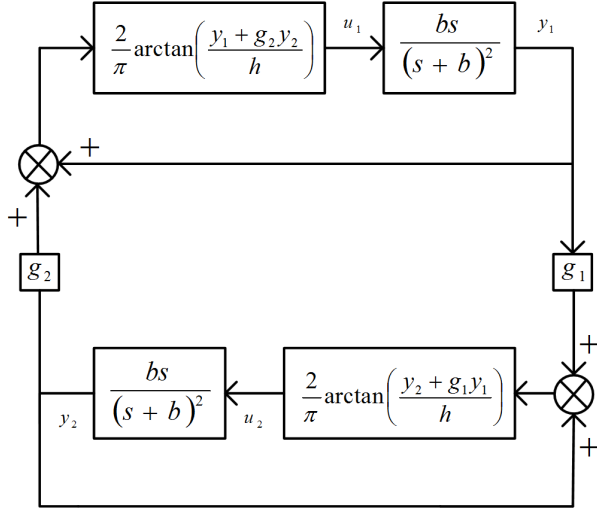 2/π arctan((y₁ + g₂y₂)/h)
u₁
bs/(s + b)²
y₁
+
+
g₂
g₁
+
bs/(s + b)²
2/π arctan((y₂ + g₁y₁)/h)
y₂
u₂
+